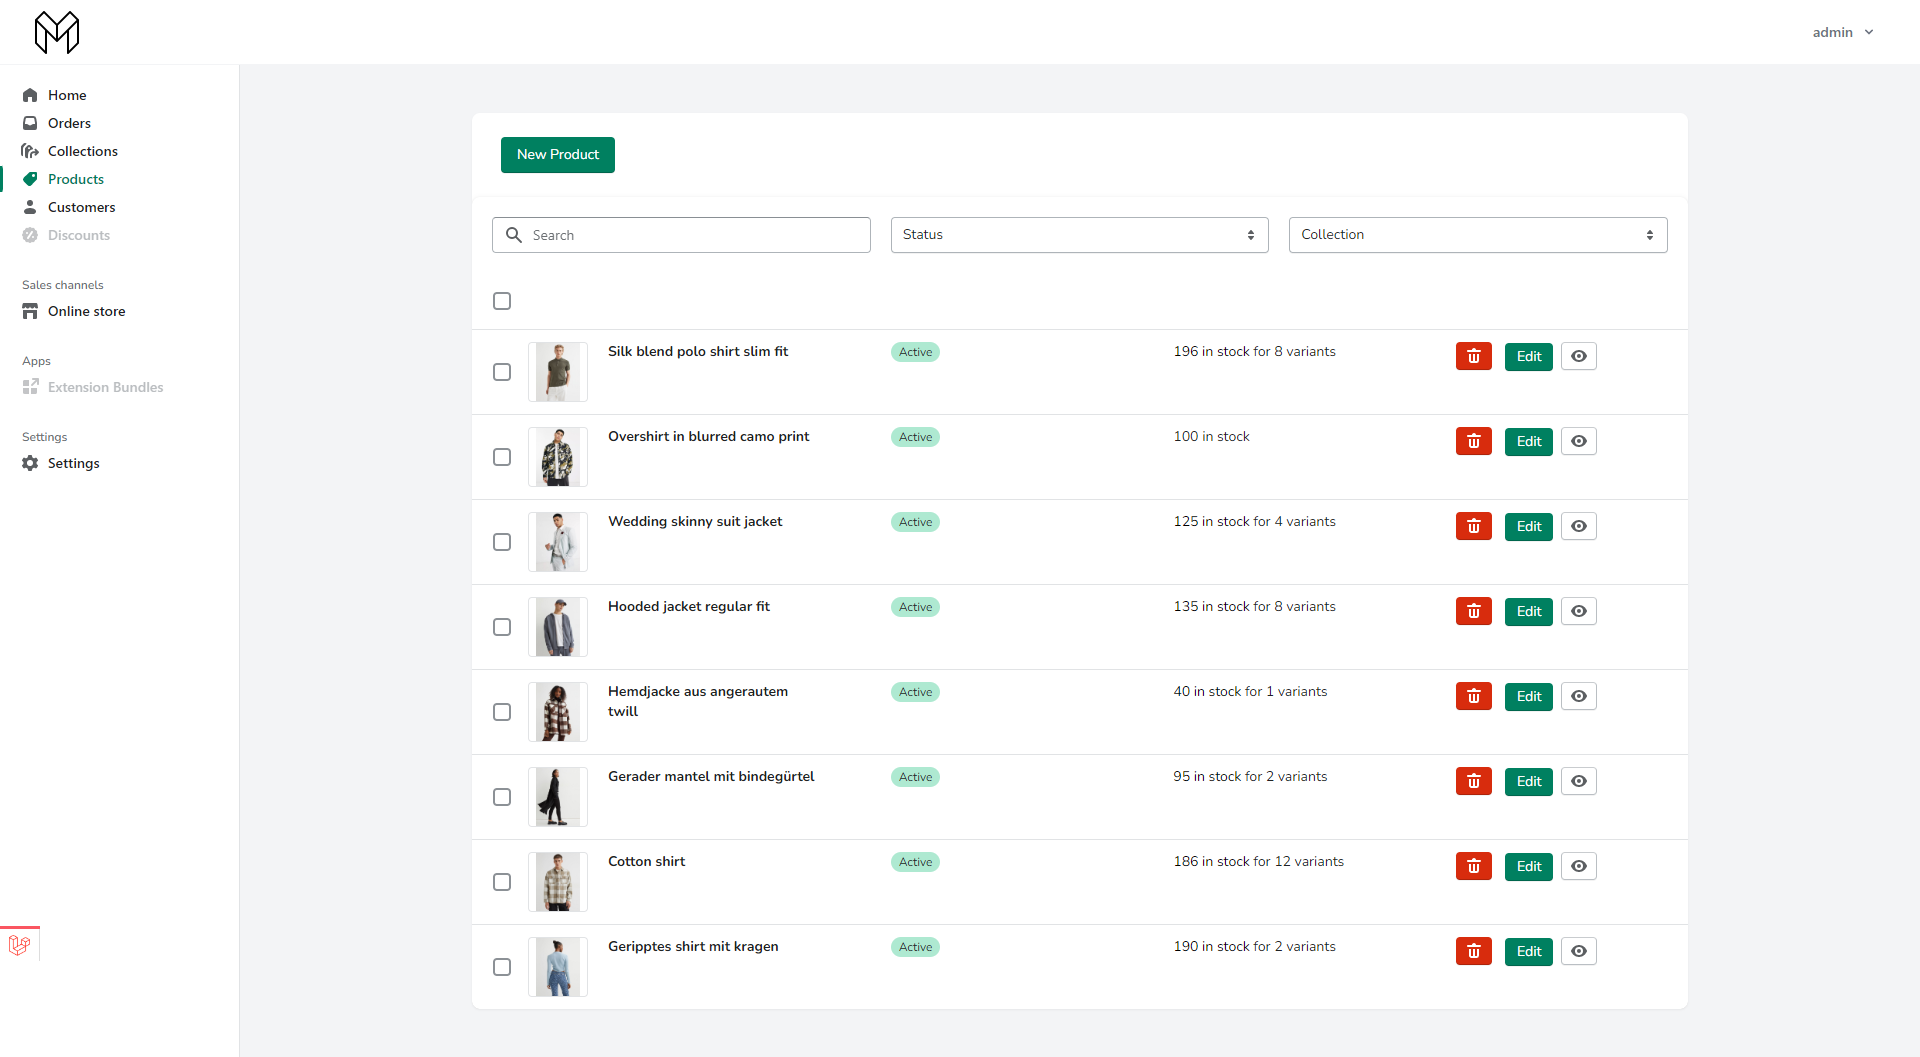 admin
Home
Orders
Collections
Products
Customers
Discounts
Sales channels
Online store
Apps
Extension Bundles
Settings
Settings
New Product
Search
Status
Collection
Silk blend polo shirt slim fit
Active
196 in stock for 8 variants
Edit
Overshirt in blurred camo print
Active
100 in stock
Edit
Wedding skinny suit jacket
Active
125 in stock for 4 variants
Edit
Hooded jacket regular fit
Active
135 in stock for 8 variants
Edit
Hemdjacke aus angerautem
twill
Active
40 in stock for 1 variants
Edit
Gerader mantel mit bindegürtel
Active
95 in stock for 2 variants
Edit
Cotton shirt
Active
186 in stock for 12 variants
Edit
Geripptes shirt mit kragen
Active
190 in stock for 2 variants
Edit